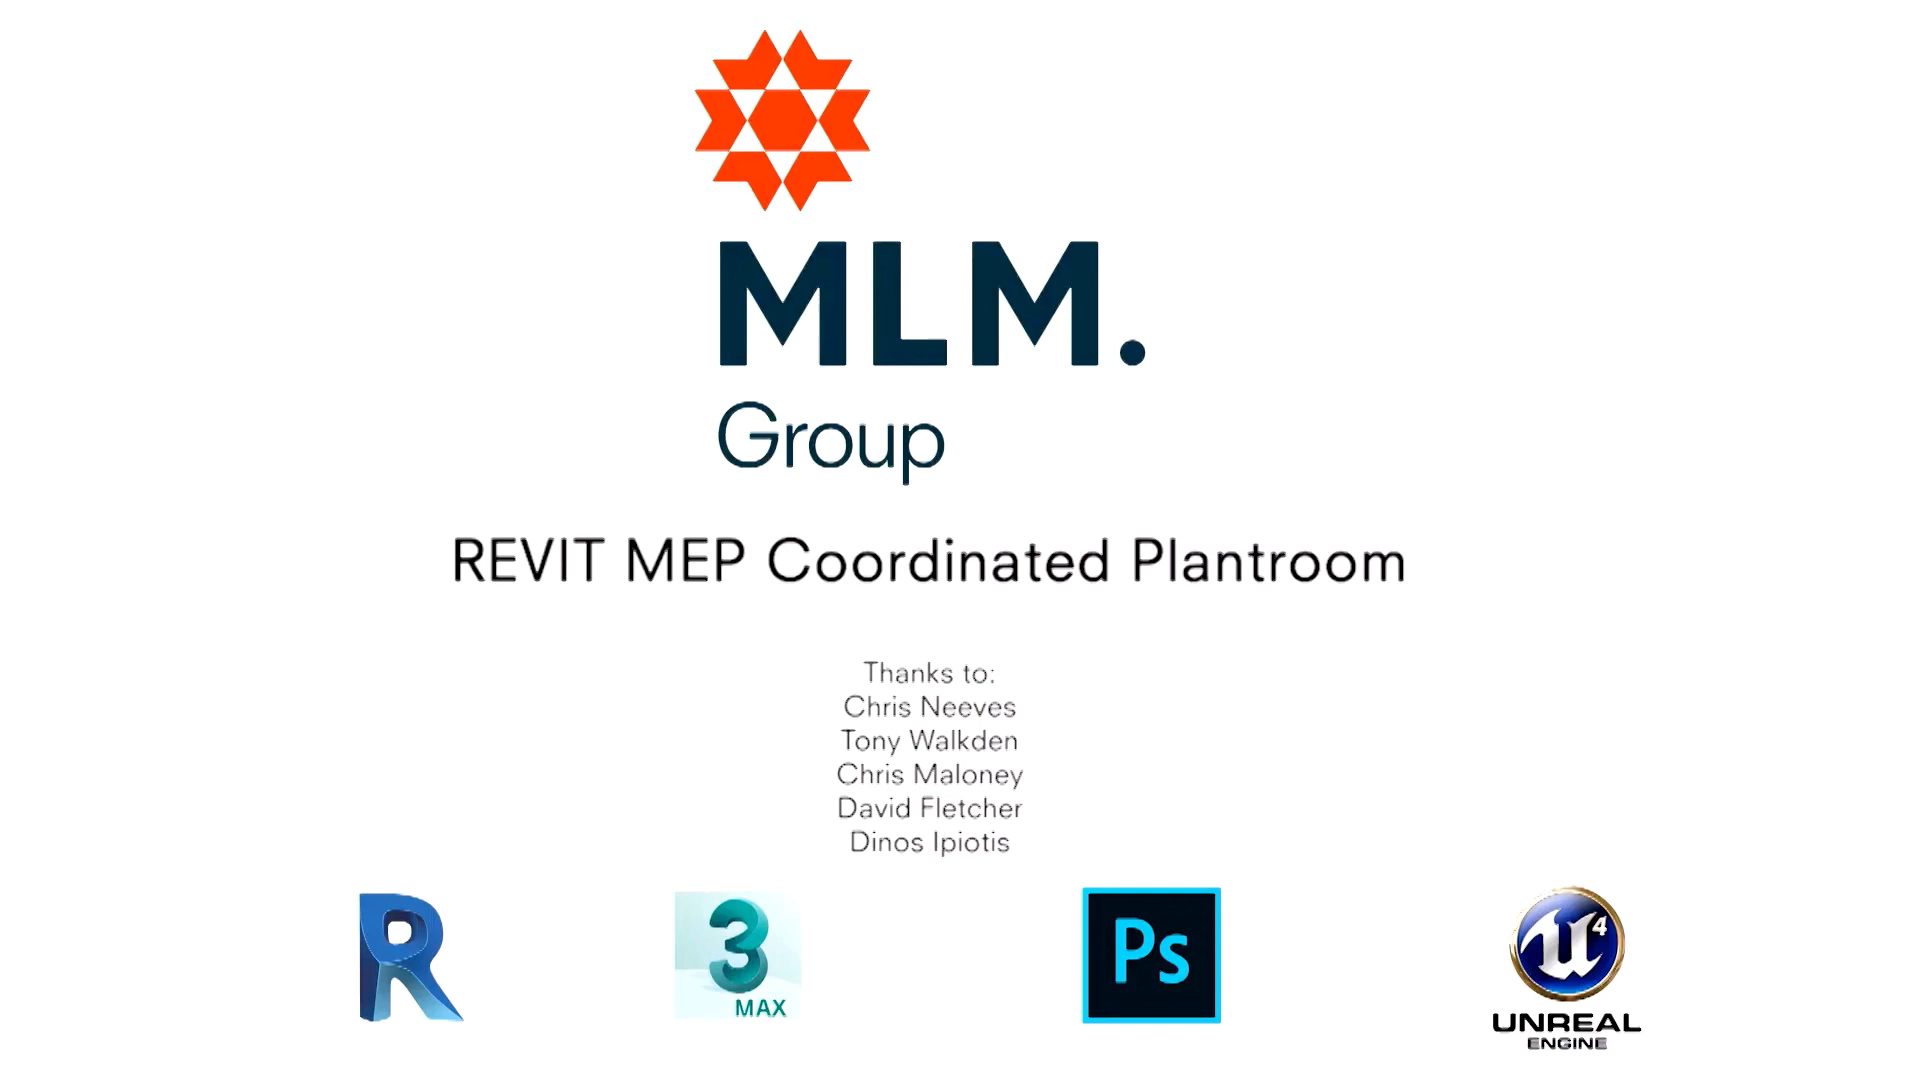 MLM.
Group
REVIT MEP Coordinated Plantroom
Thanks to:
Chris Neeves
Tony Walkden
Chris Maloney
David Fletcher
Dinos Ipiotis
R
3
MAX
Ps
U4
UNREAL
ENGINE